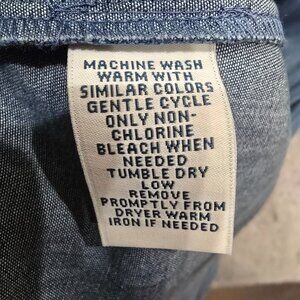 MACHINE WASH
WARM WITH
SIMILAR COLORS
GENTLE CYCLE
ONLY NON-
CHLORINE
BLEACH WHEN
NEEDED
TUMBLE DRY
LOW
REMOVE
PROMPTLY FROM
DRYER WARM
IRON IF NEEDED